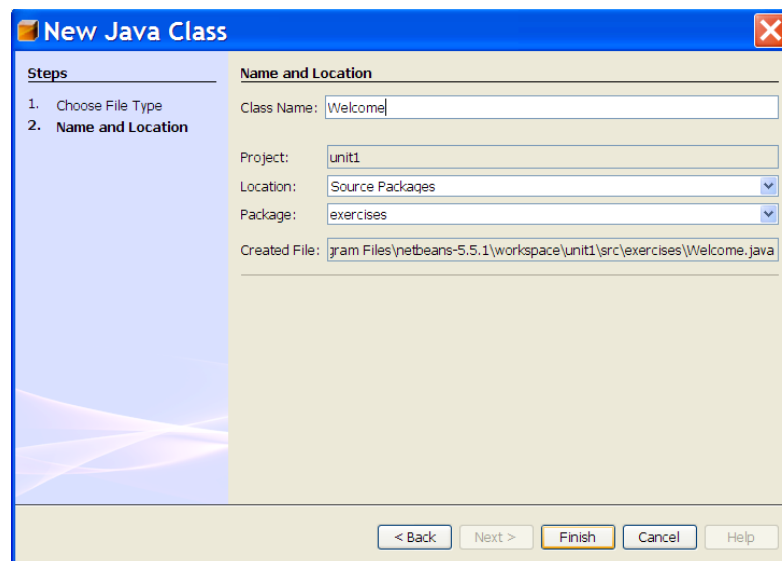 New Java Class
Steps
1. Choose File Type
2. Name and Location
Name and Location
Class Name: Welcome
Project: unit1
Location: Source Packages
Package: exercises
Created File: gram Files\netbeans-5.5.1\workspace\unit1\src\exercises\Welcome.java
< Back Next > Finish Cancel Help